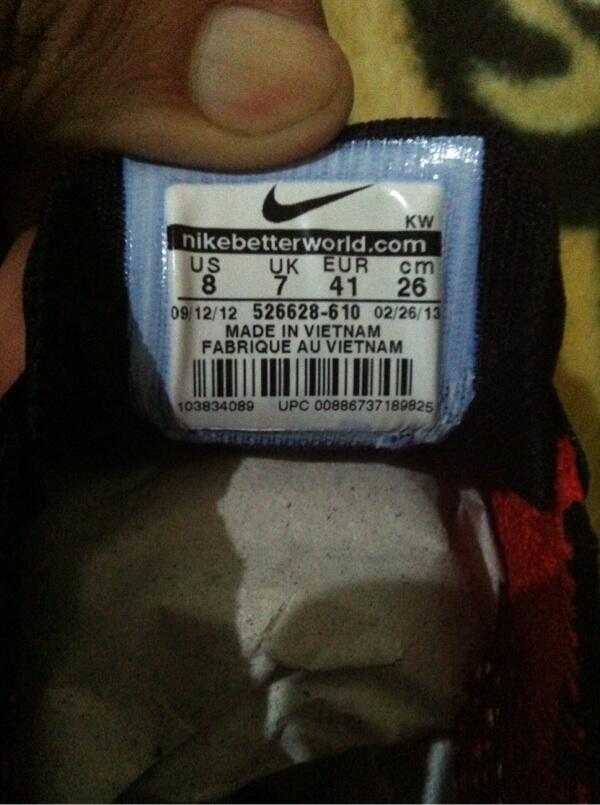 KW
nikebetterworld.com
US UK EUR cm
8 7 41 26
09/12/12 526628-610 02/26/13
MADE IN VIETNAM
FABRIQUE AU VIETNAM
103834089 UPC 00886737189825